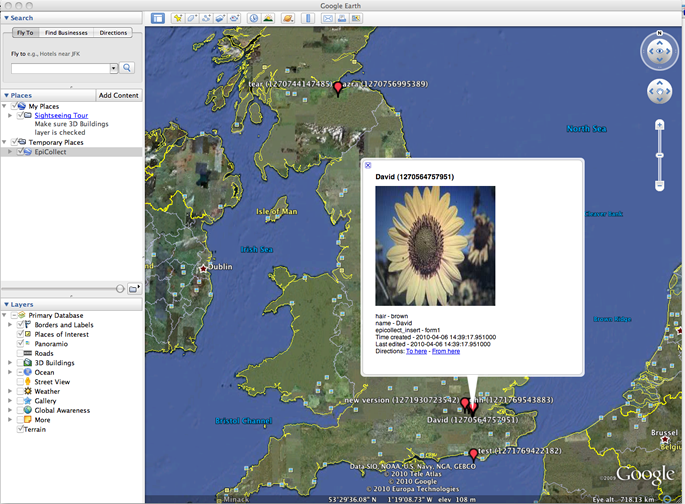 Google Earth
Search
Fly To
Find Businesses
Directions
Fly to e.g., Hotels near JFK
Places
Add Content
My Places
Sightseeing Tour
Make sure 3D Buildings
layer is checked
Temporary Places
EpiCollect
Layers
Primary Database
Borders and Labels
Places of Interest
Panoramio
Roads
3D Buildings
Ocean
Street View
Weather
Gallery
Global Awareness
More
Terrain
N
tear (1270744147485)
azra (1270756995389)
North Sea
Isle of Man
Irish Sea
Dublin
David (1270564757951)
hair - brown
name - David
epicollect_insert - form1
Time created - 2010-04-06 14:39:17.951000
Last edited - 2010-04-06 14:39:17.951000
Directions: To here - From here
new version (1271930723542)
(1271769543883)
David (1270564757951)
Bristol Channel
test (1271769422182)
Brussel
Belgiu
Data SIO, NOAA, U.S. Navy, NGA, GEBCO
© 2010 Tele Atlas
© 2010 Google
© 2010 Europa Technologies
©2009 Google
Minack
53°29'36.08" N 1°19'08.73" W elev 108 m
Eye alt 718.13 km